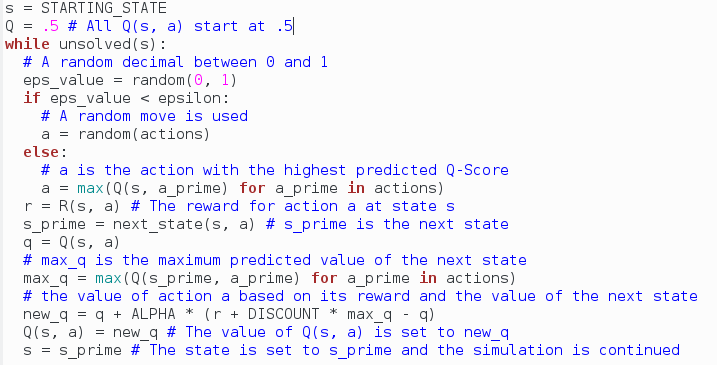 s = STARTING_STATE
Q = .5 # All Q(s, a) start at .5
while unsolved(s):
  # A random decimal between 0 and 1
  eps_value = random(0, 1)
  if eps_value < epsilon:
    # A random move is used
    a = random(actions)
  else:
    # a is the action with the highest predicted Q-Score
    a = max(Q(s, a_prime) for a_prime in actions)
  r = R(s, a) # The reward for action a at state s
  s_prime = next_state(s, a) # s_prime is the next state
  q = Q(s, a)
  # max_q is the maximum predicted value of the next state
  max_q = max(Q(s_prime, a_prime) for a_prime in actions)
  # the value of action a based on its reward and the value of the next state
  new_q = q + ALPHA * (r + DISCOUNT * max_q - q)
  Q(s, a) = new_q # The value of Q(s, a) is set to new_q
  s = s_prime # The state is set to s_prime and the simulation is continued